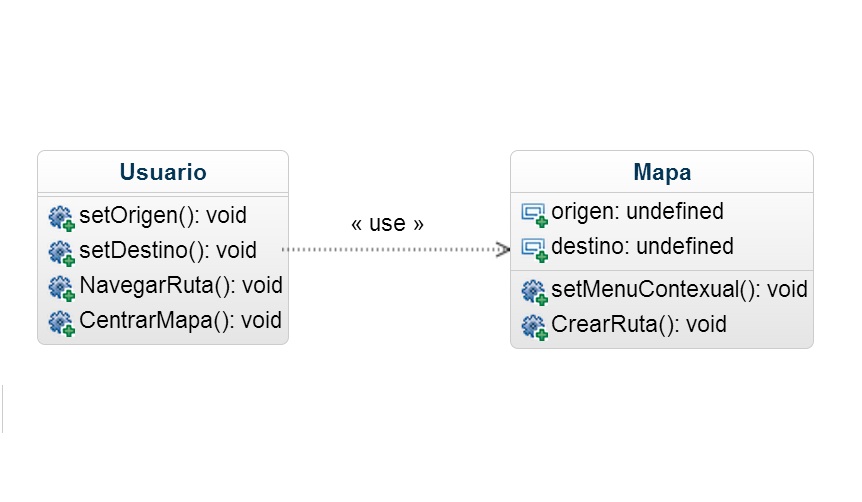 Usuario
setOrigen(): void
setDestino(): void
NavegarRuta(): void
CentrarMapa(): void
« use »
Mapa
origen: undefined
destino: undefined
setMenuContexual(): void
CrearRuta(): void